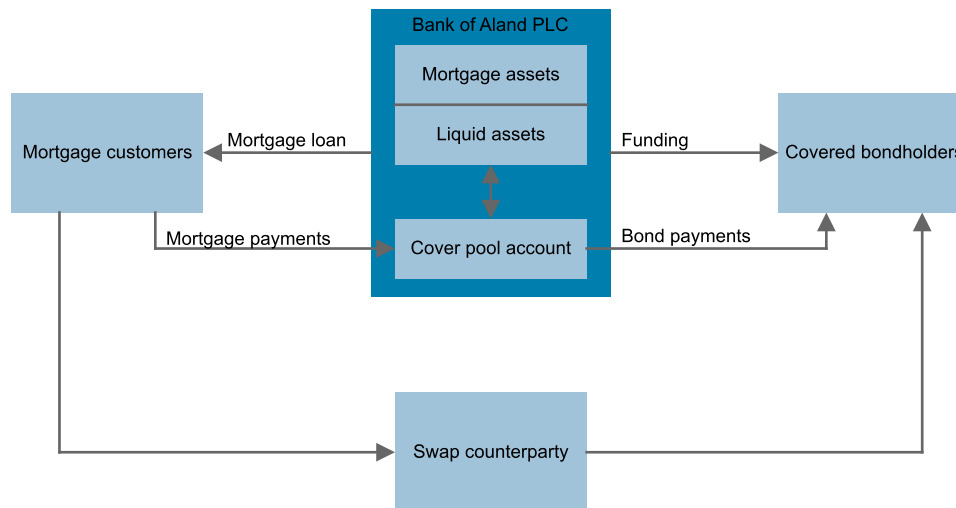 Bank of Aland PLC
Mortgage assets
Liquid assets
Mortgage customers
Mortgage loan
Funding
Covered bondholders
Mortgage payments
Cover pool account
Bond payments
Swap counterparty